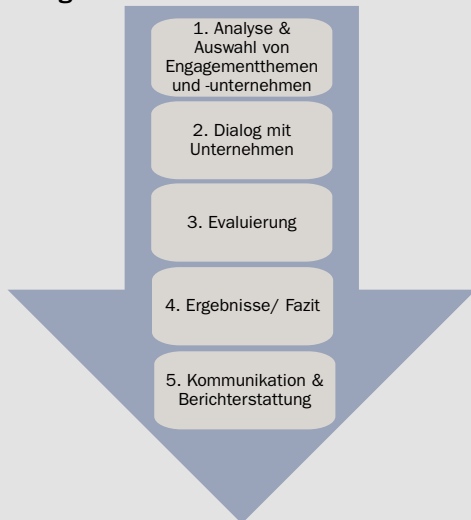 1. Analyse &
Auswahl von
Engagementthemen
und -unternehmen
2. Dialog mit
Unternehmen
3. Evaluierung
4. Ergebnisse/ Fazit
5. Kommunikation &
Berichterstattung